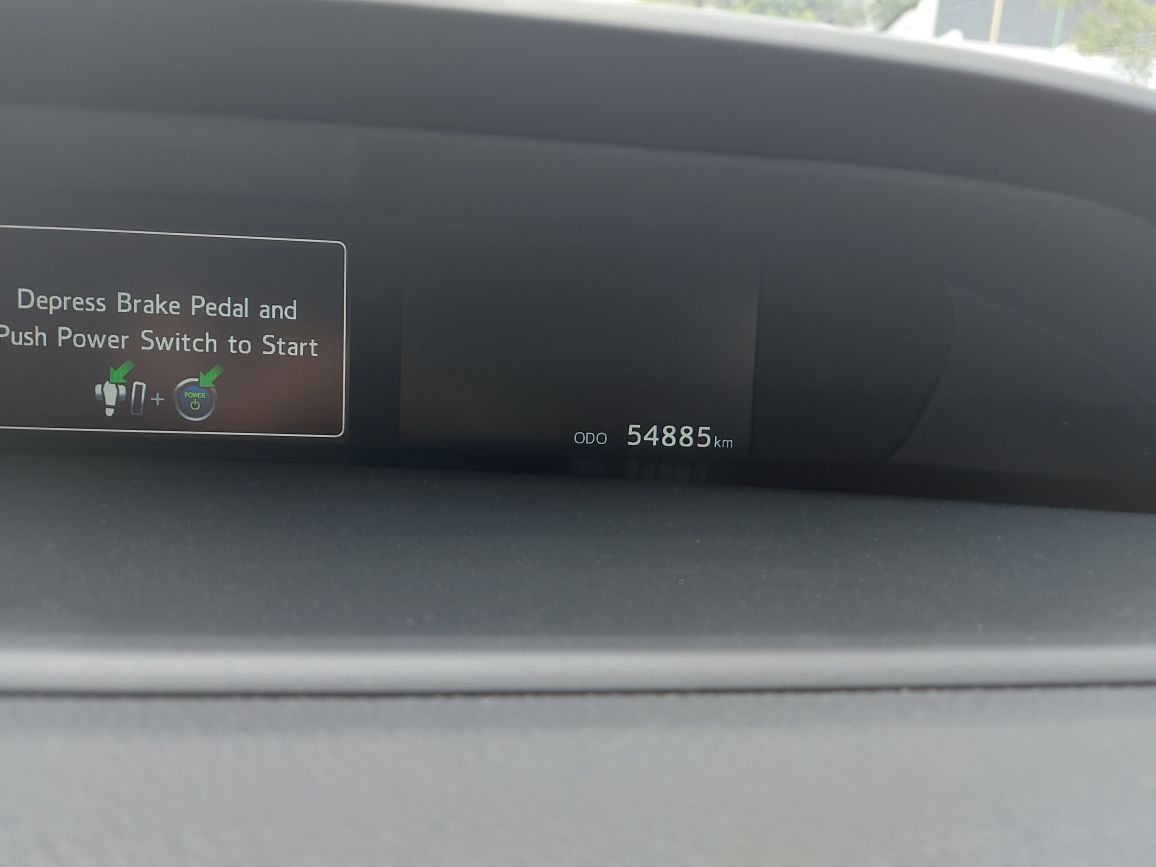 Depress Brake Pedal and
Push Power Switch to Start
+ POWER
ODO 54885km